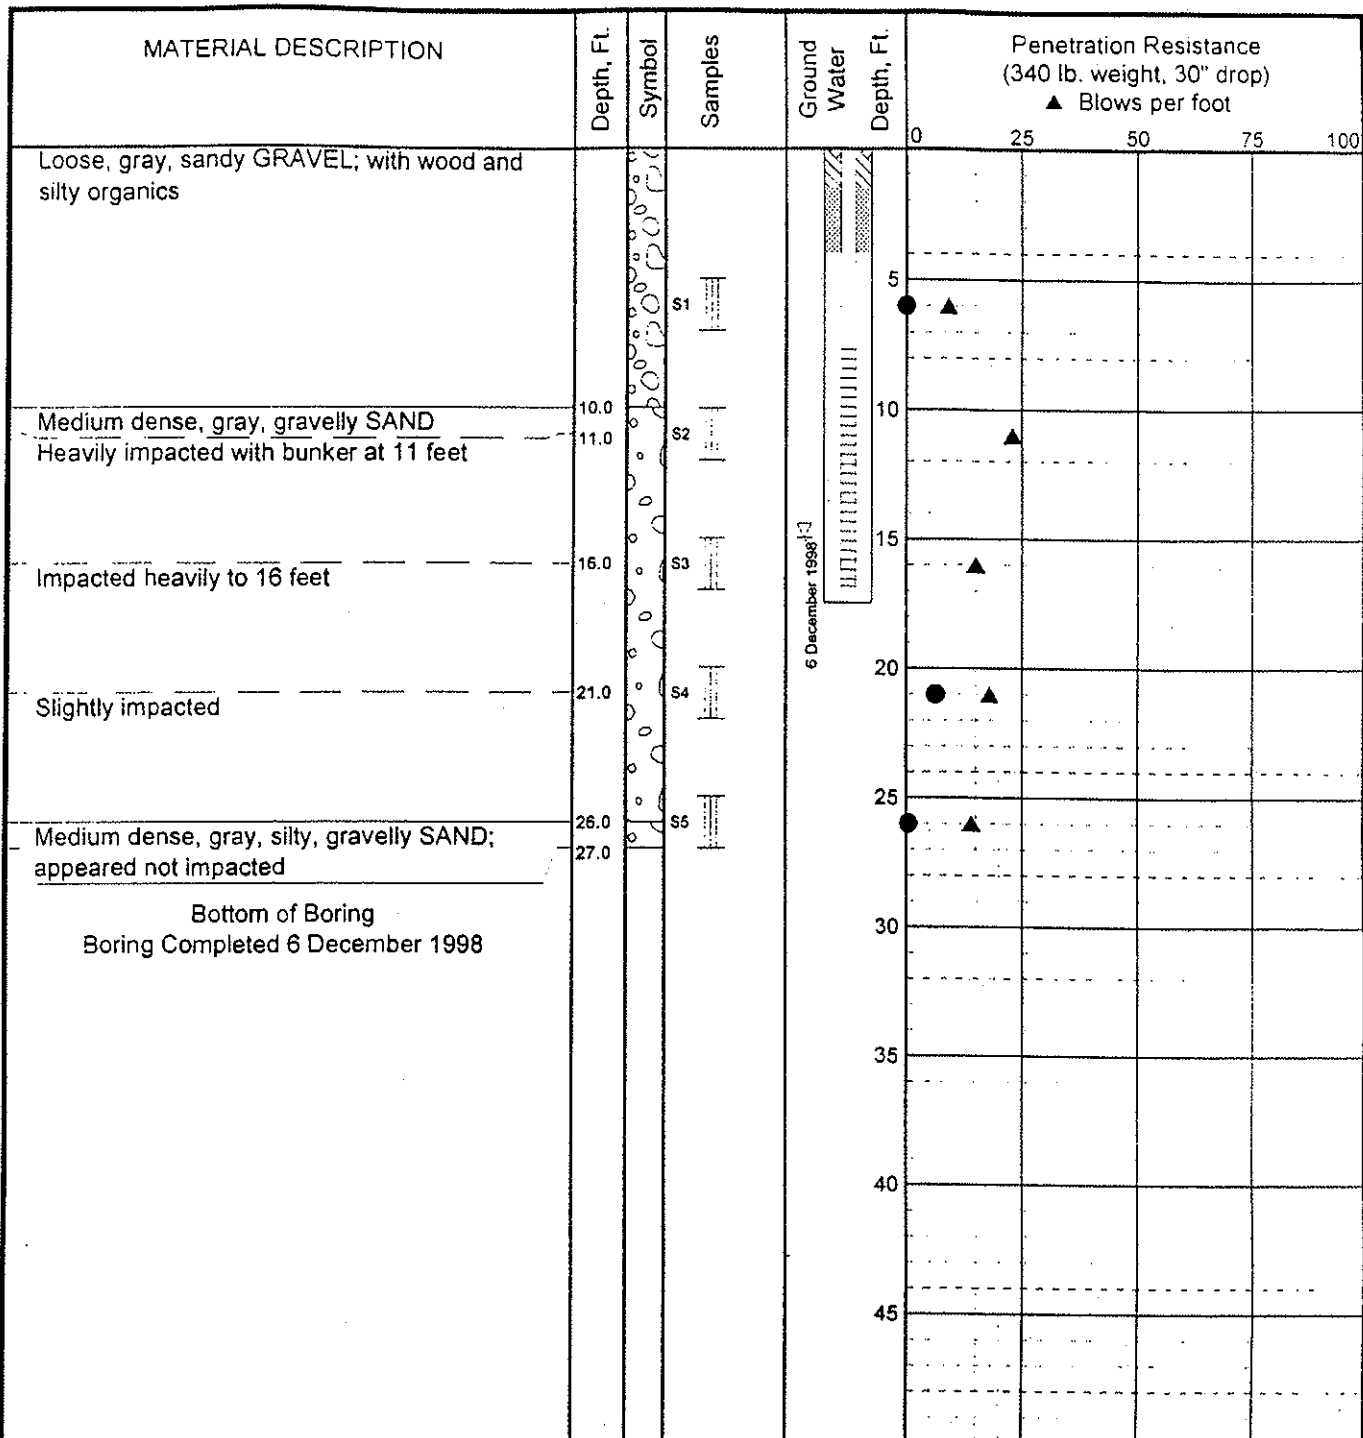 MATERIAL DESCRIPTION
Depth, Ft.
Symbol
Samples
Ground
Water
Depth, Ft.
Penetration Resistance
(340 lb. weight, 30" drop)
▲ Blows per foot
0 25 50 75 100
Loose, gray, sandy GRAVEL; with wood and
silty organics
5
S1
10.0
10
Medium dense, gray, gravelly SAND
11.0
S2
Heavily impacted with bunker at 11 feet
15
16.0
S3
Impacted heavily to 16 feet
6 December 1998
20
21.0
S4
Slightly impacted
25
26.0
S5
Medium dense, gray, silty, gravelly SAND;
27.0
appeared not impacted
Bottom of Boring
30
Boring Completed 6 December 1998
35
40
45